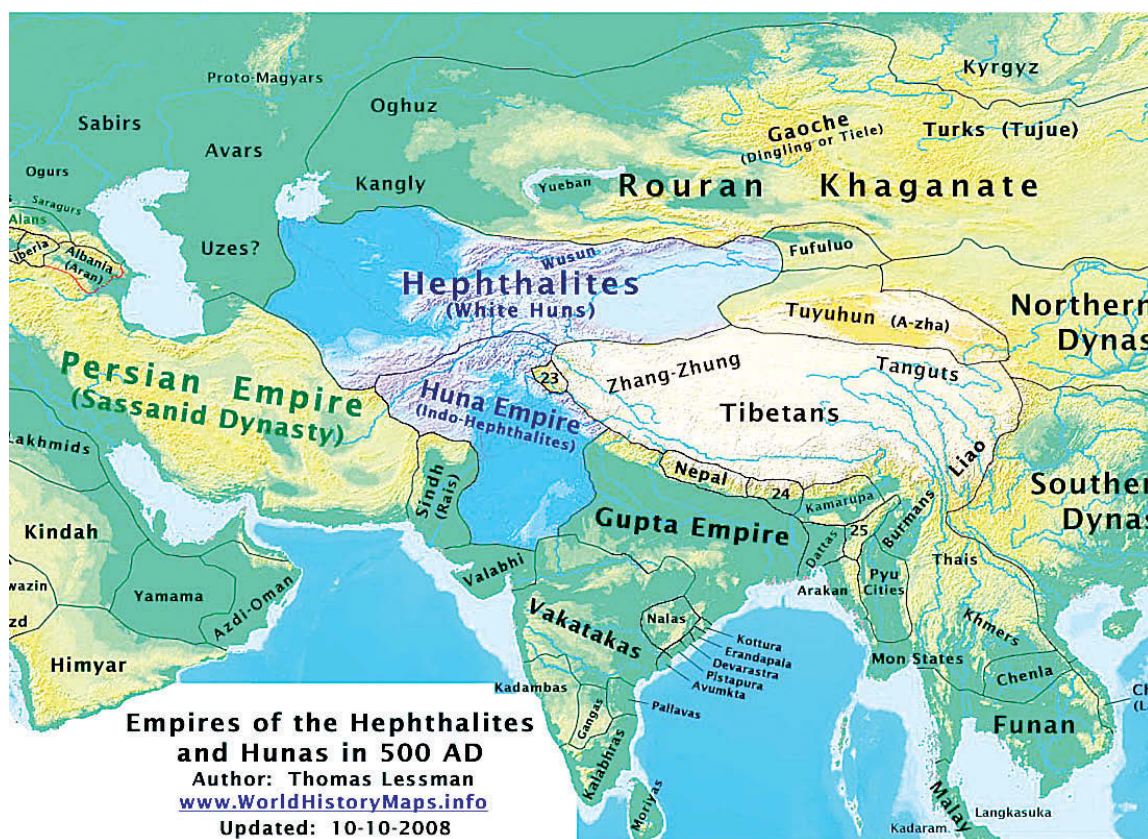 Kyrgyz
Proto-Magyars
Oghuz
Sabirs
Gaoche
(Dingling or Tiele)
Turks (Tujue)
Avars
Ogurs
Kangly
Yueban
Rouran Khaganate
Saragurs
Alans
Uzes?
Iberia
Albania
(Aran)
Wusun
Fufuluo
Hephthalites
(White Huns)
Tuyuhun (A-zha)
Northern
Dynas
Persian Empire
(Sassanid Dynasty)
23
Zhang-Zhung
Tanguts
Huna Empire
(Indo-Hephthalites)
Tibetans
Lakhmids
Liao
Sindh
(Rais)
Nepal
24
Kamarupa
Southern
Dynas
Kindah
Gupta Empire
Dattas
25
Burmans
Valabhi
Thais
wazin
Yamama
Azdi-Oman
Arakan
Pyu
Cities
zd
Vakatakas
Nalas
Khmers
Himyar
Kottura
Erandapala
Devarastra
Pistapura
Avumkta
Mon States
Chenla
Kadambas
Gangas
Pallavas
Ch
(L
Funan
Empires of the Hephthalites
and Hunas in 500 AD
Author: Thomas Lessman
www.WorldHistoryMaps.info
Updated: 10-10-2008
Kalabhras
Moriyas
Malay
Langkasuka
Kadaram.